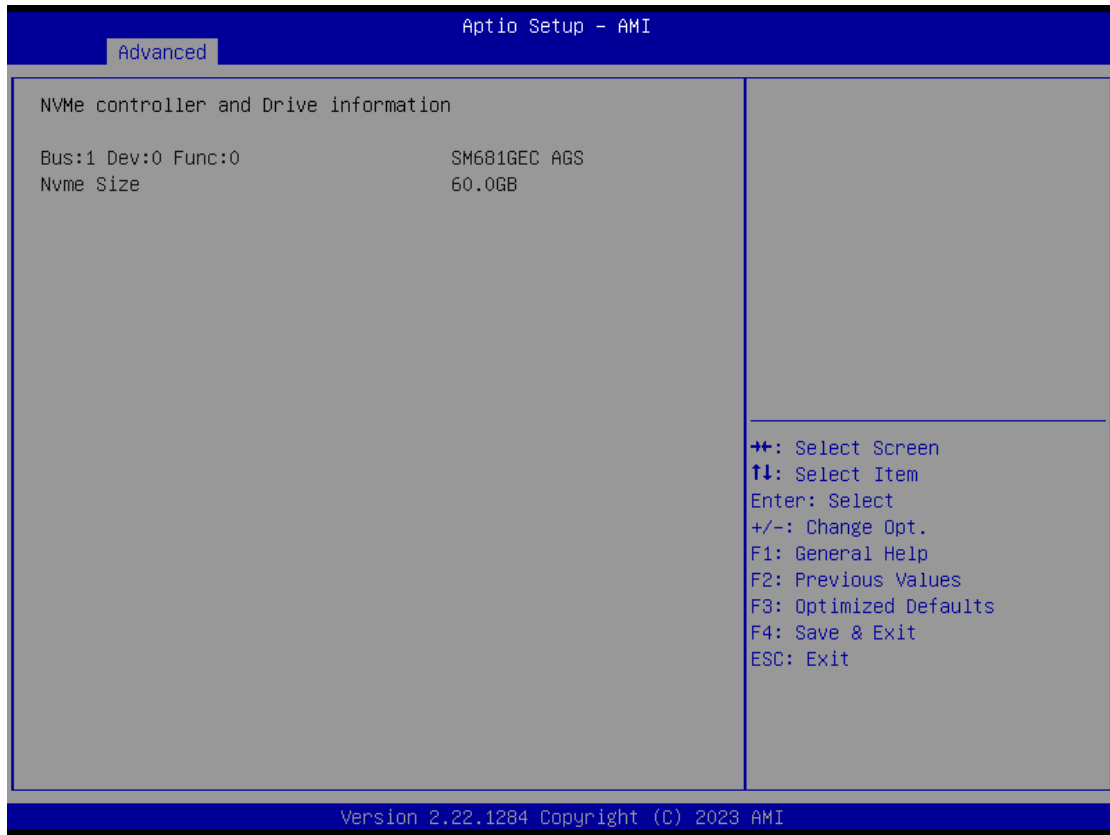 Aptio Setup – AMI
Advanced
NVMe controller and Drive information
Bus:1 Dev:0 Func:0 SM681GEC AGS
Nvme Size 60.0GB
→←: Select Screen
↑↓: Select Item
Enter: Select
+/-: Change Opt.
F1: General Help
F2: Previous Values
F3: Optimized Defaults
F4: Save & Exit
ESC: Exit
Version 2.22.1284 Copyright (C) 2023 AMI